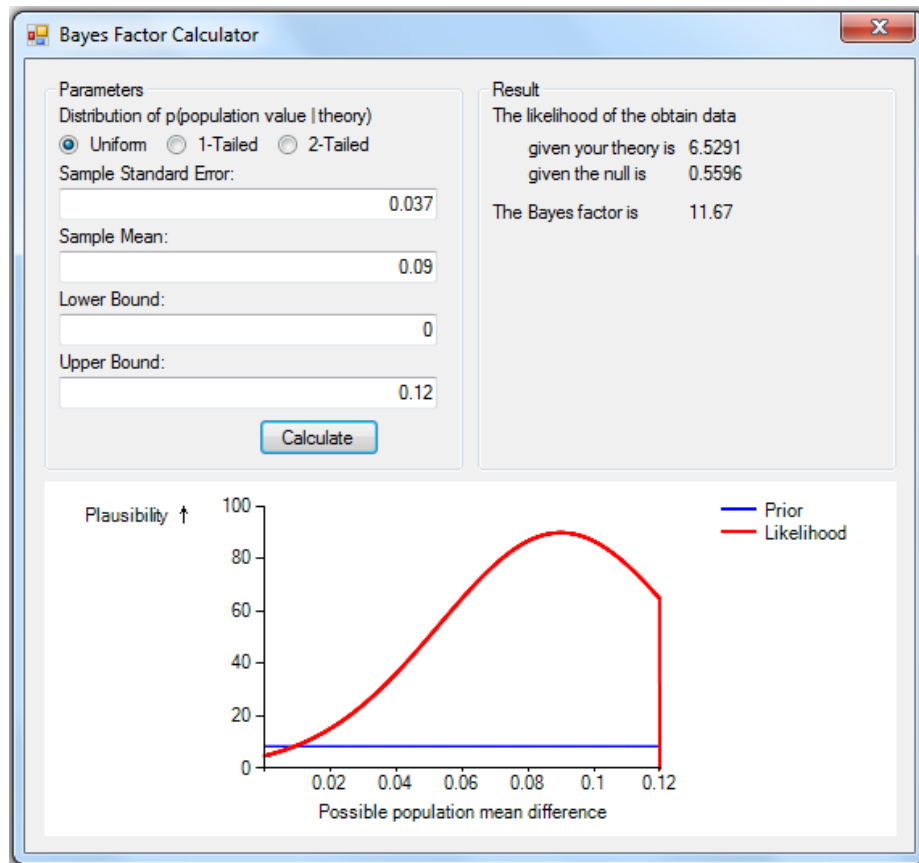 Bayes Factor Calculator
Parameters
Distribution of p(population value | theory)
Uniform 1-Tailed 2-Tailed
Sample Standard Error:
0.037
Sample Mean:
0.09
Lower Bound:
0
Upper Bound:
0.12
Calculate
Result
The likelihood of the obtain data
given your theory is 6.5291
given the null is 0.5596
The Bayes factor is 11.67
Plausibility ↑
100
80
60
40
20
0
0.02 0.04 0.06 0.08 0.1 0.12
Possible population mean difference
Prior
Likelihood